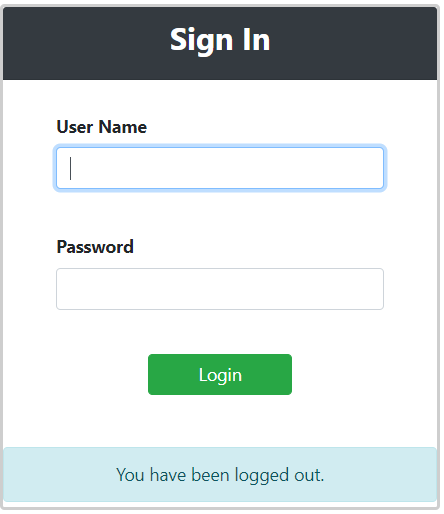 Sign In
User Name
Password
Login
You have been logged out.